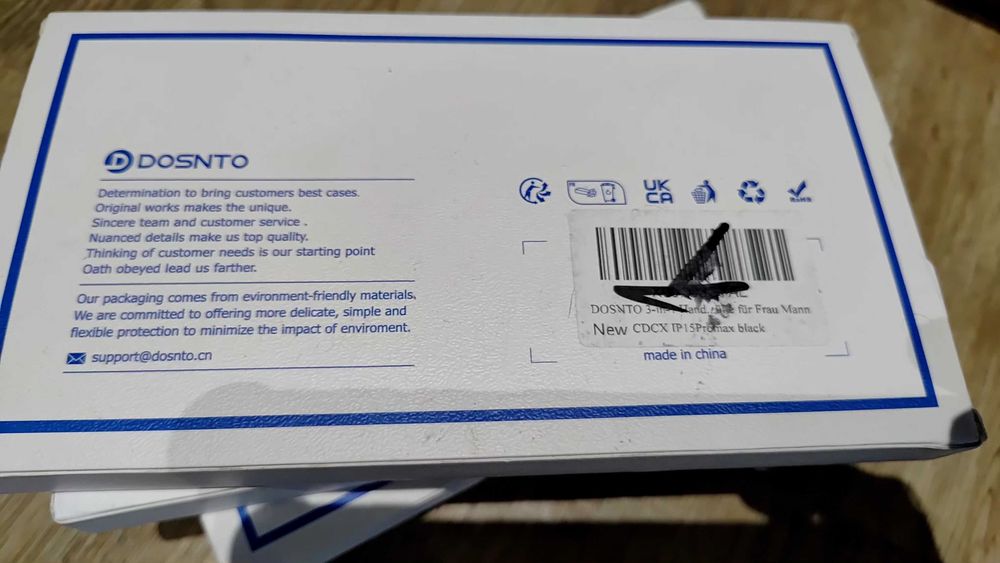 DOSNTO
Determination to bring customers best cases.
Original works makes the unique.
Sincere team and customer service .
Nuanced details make us top quality.
Thinking of customer needs is our starting point
Oath obeyed lead us farther.
Our packaging comes from evironment-friendly materials.
We are committed to offering more delicate, simple and
flexible protection to minimize the impact of enviroment.
support@dosnto.cn
UK
CA
RoHS
DOSNTO 3-in-1 für Frau Mann
New CDCX IP15Promax black
made in china